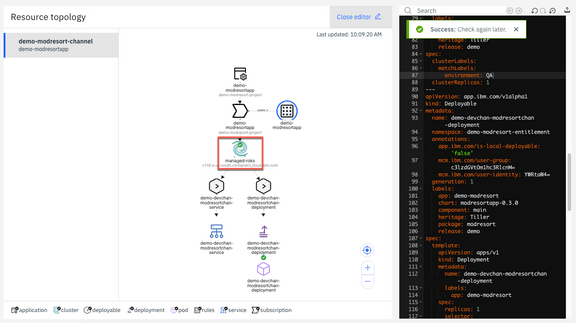 Resource topology
Close editor
Search
demo-modresort-channel
demo-modresortapp
Last updated: 10:09:20 AM
demo-
modresortapp
demo-modresort-project
demo-
modresortapp
demo-modresort-project
demo-
modresortapp
managed-roks
demo-devchan-
modresortchan-
service
demo-devchan-
modresortchan-
deployment
demo-devchan-
modresortchan-
service
demo-devchan-
modresortchan-
deployment
demo-devchan-
modresortchan-
deployment
application
cluster
deployable
deployment
pod
rules
service
subscription
Success: Check again later.
79 labels:
82 heritage: Tiller
83 release: demo
84 spec:
85 clusterLabels:
86 matchLabels:
87 environment: QA
88 clusterReplicas: 1
89 ---
90 apiVersion: app.ibm.com/v1alpha1
91 kind: Deployable
92 metadata:
93 name: demo-devchan-modresortchan
-deployment
94 namespace: demo-modresort-entitlement
95 annotations:
96 app.ibm.com/is-local-deployable:
'false'
97 mcm.ibm.com/user-group:
98 mcm.ibm.com/user-identity:
99 generation: 1
100 labels:
101 app: demo-modresort
102 chart: modresortapp-0.3.0
103 component: main
104 heritage: Tiller
105 package: modresort
106 release: demo
107 spec:
108 template:
109 apiVersion: apps/v1
110 kind: Deployment
111 metadata:
112 name: demo-devchan-modresortchan
-deployment
113 labels:
114 app: demo-modresort
115 spec:
116 replicas: 1
117 selector: